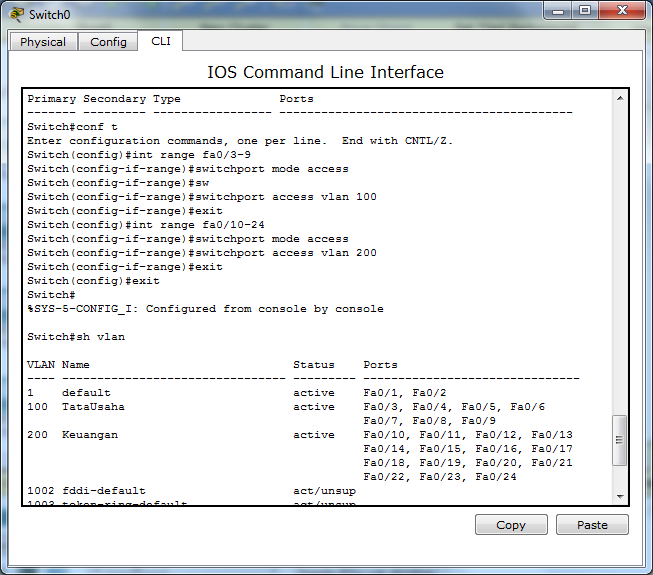 Switch0
Physical Config CLI
IOS Command Line Interface
Primary Secondary Type Ports
------- --------- ----------------- ------------------------------------------
Switch#conf t
Enter configuration commands, one per line. End with CNTL/Z.
Switch(config)#int range fa0/3-9
Switch(config-if-range)#switchport mode access
Switch(config-if-range)#sw
Switch(config-if-range)#switchport access vlan 100
Switch(config-if-range)#exit
Switch(config)#int range fa0/10-24
Switch(config-if-range)#switchport mode access
Switch(config-if-range)#switchport access vlan 200
Switch(config-if-range)#exit
Switch(config)#exit
Switch#
%SYS-5-CONFIG_I: Configured from console by console
Switch#sh vlan
VLAN Name Status Ports
---- -------------------------------- --------- -------------------------------
1 default active Fa0/1, Fa0/2
100 TataUsaha active Fa0/3, Fa0/4, Fa0/5, Fa0/6
Fa0/7, Fa0/8, Fa0/9
200 Keuangan active Fa0/10, Fa0/11, Fa0/12, Fa0/13
Fa0/14, Fa0/15, Fa0/16, Fa0/17
Fa0/18, Fa0/19, Fa0/20, Fa0/21
Fa0/22, Fa0/23, Fa0/24
1002 fddi-default act/unsup
1003 token-ring-default act/unsup
Copy Paste